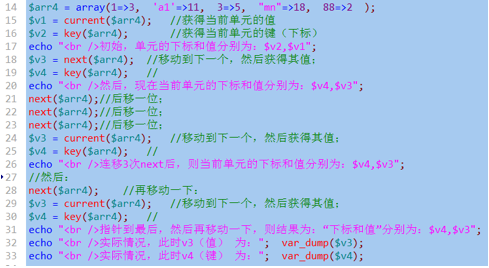 14 $arr4 = array(1=>3, 'a1'=>11, 3=>5, "mn"=>18, 88=>2 );
15 $v1 = current($arr4); //获得当前单元的值
16 $v2 = key($arr4); //获得当前单元的键（下标）
17 echo "<br />初始，单元的下标和值分别为：$v2,$v1";
18 $v3 = next($arr4); //移动到下一个，然后获得其值；
19 $v4 = key($arr4); //
20 echo "<br />然后，现在当前单元的下标和值分别为：$v4,$v3";
21 next($arr4);//后移一位；
22 next($arr4);//后移一位；
23 next($arr4);//后移一位；
24 $v3 = current($arr4); //移动到下一个，然后获得其值；
25 $v4 = key($arr4); //
26 echo "<br />连移3次next后，则当前单元的下标和值分别为：$v4,$v3";
27 //然后：
28 next($arr4); //再移动一下：
29 $v3 = current($arr4); //移动到下一个，然后获得其值；
30 $v4 = key($arr4); //
31 echo "<br />指针到最后，然后再移动一下，则结果为：“下标和值”分别为：$v4,$v3";
32 echo "<br />实际情况，此时v3（值） 为："; var_dump($v3);
33 echo "<br />实际情况，此时v4（键） 为："; var_dump($v4);